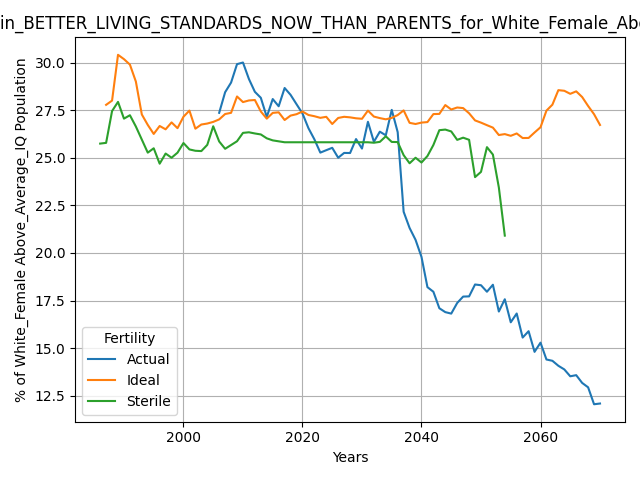 in_BETTER_LIVING_STANDARDS_NOW_THAN_PARENTS_for_White_Female_Abo
% of White_Female Above_Average_IQ Population
30.0
27.5
25.0
22.5
20.0
17.5
15.0
12.5
Fertility
Actual
Ideal
Sterile
2000
2020
2040
2060
Years